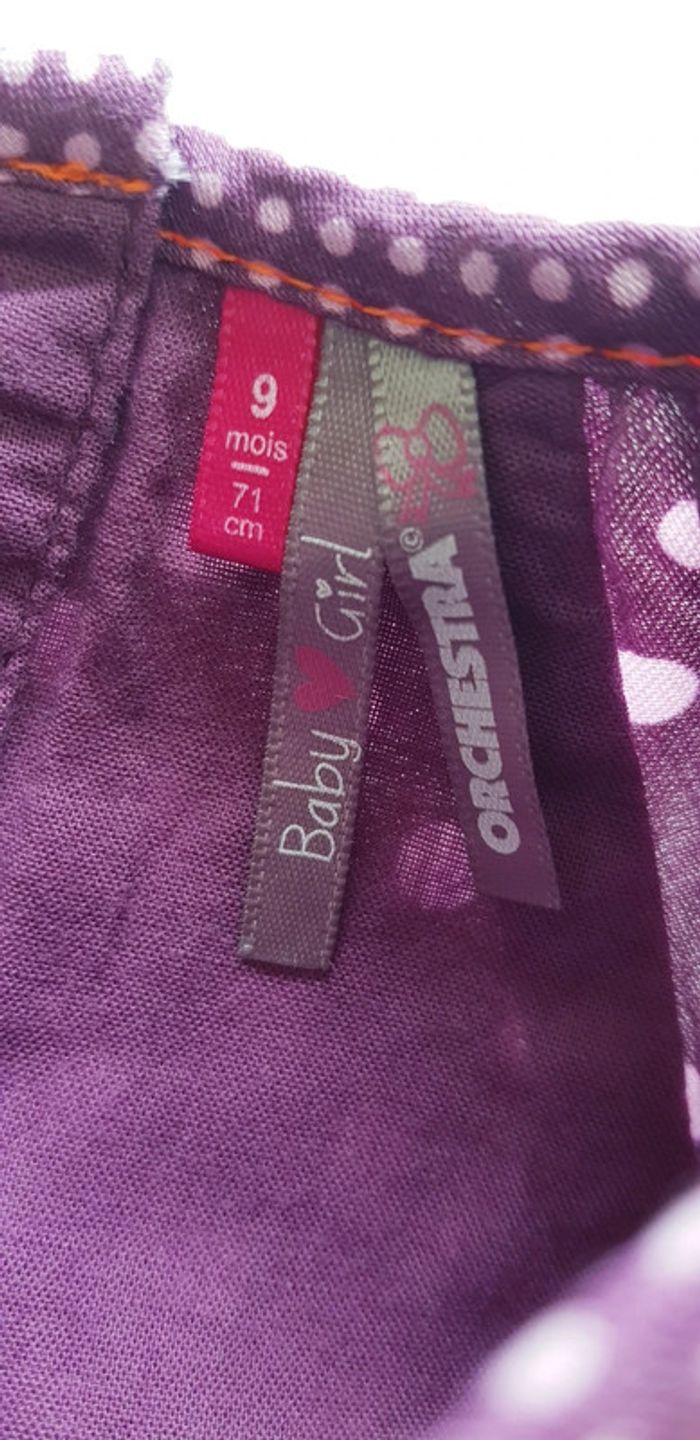 9
mois
71
cm
Baby Girl
ORCHESTRA©